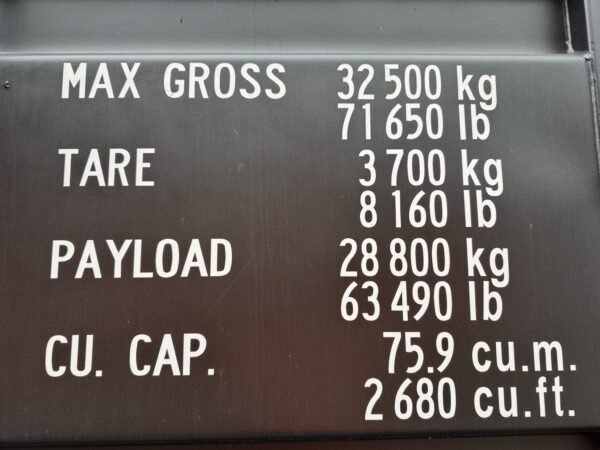 MAX GROSS 32 500 kg
71 650 lb
TARE 3 700 kg
8 160 lb
PAYLOAD 28 800 kg
63 490 lb
CU. CAP. 75.9 cu.m.
2 680 cu.ft.